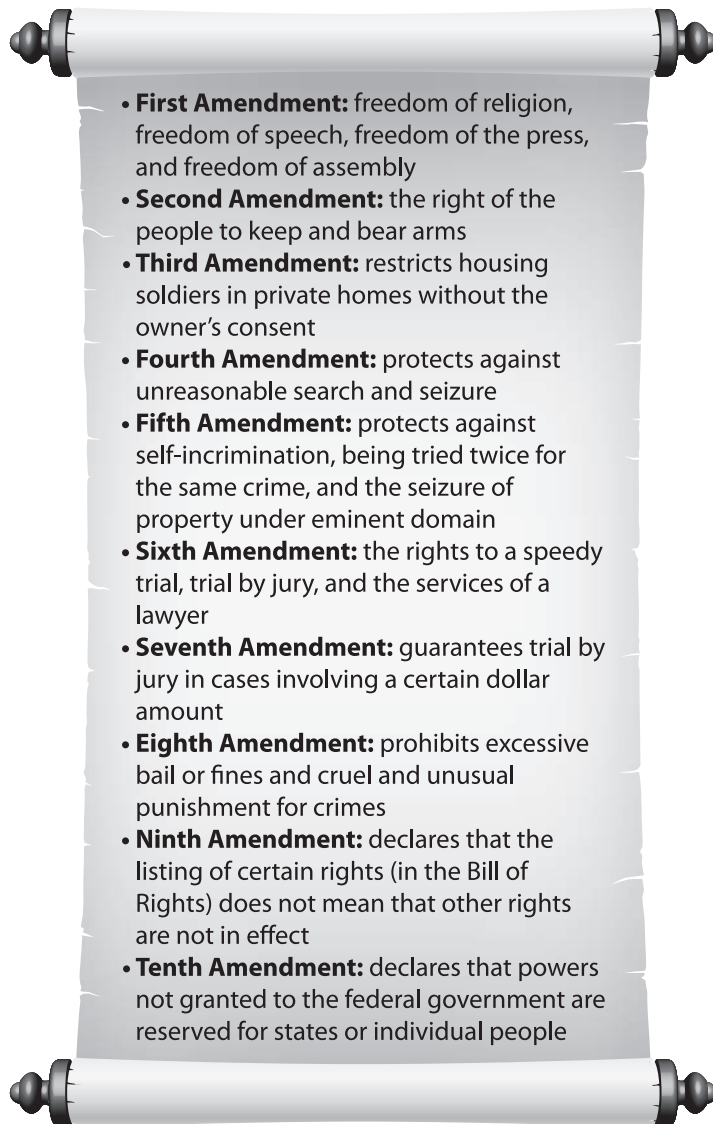 • First Amendment: freedom of religion,
freedom of speech, freedom of the press,
and freedom of assembly
• Second Amendment: the right of the
people to keep and bear arms
• Third Amendment: restricts housing
soldiers in private homes without the
owner’s consent
• Fourth Amendment: protects against
unreasonable search and seizure
• Fifth Amendment: protects against
self-incrimination, being tried twice for
the same crime, and the seizure of
property under eminent domain
• Sixth Amendment: the rights to a speedy
trial, trial by jury, and the services of a
lawyer
• Seventh Amendment: guarantees trial by
jury in cases involving a certain dollar
amount
• Eighth Amendment: prohibits excessive
bail or fines and cruel and unusual
punishment for crimes
• Ninth Amendment: declares that the
listing of certain rights (in the Bill of
Rights) does not mean that other rights
are not in effect
• Tenth Amendment: declares that powers
not granted to the federal government are
reserved for states or individual people